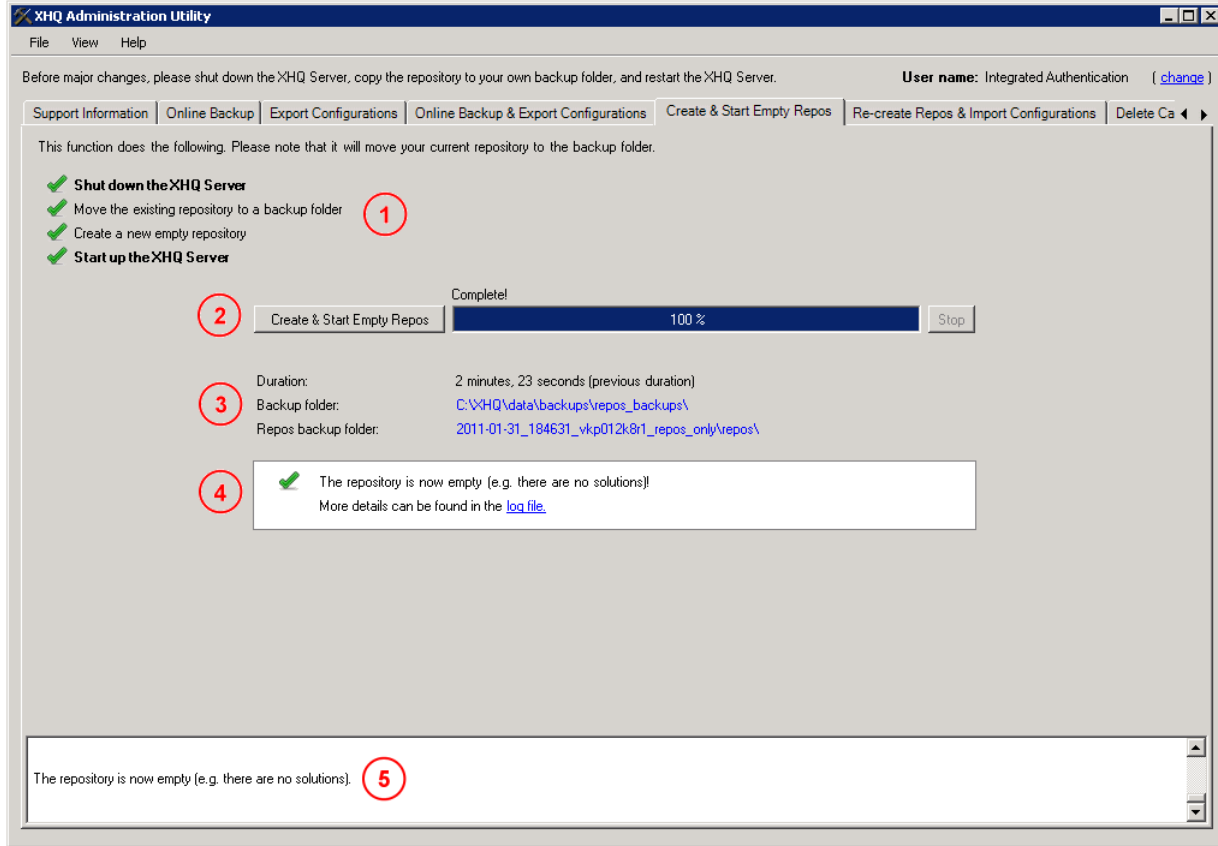 XHQ Administration Utility
File View Help
Before major changes, please shut down the XHQ Server, copy the repository to your own backup folder, and restart the XHQ Server. User name: Integrated Authentication ( change )
Support Information Online Backup Export Configurations Online Backup & Export Configurations Create & Start Empty Repos Re-create Repos & Import Configurations Delete Ca
This function does the following. Please note that it will move your current repository to the backup folder.
Shut down the XHQ Server
Move the existing repository to a backup folder
1
Create a new empty repository
Start up the XHQ Server
Complete!
2 Create & Start Empty Repos 100 % Stop
Duration: 2 minutes, 23 seconds (previous duration)
3 Backup folder: C:\XHQ\data\backups\repos_backups\
Repos backup folder: 2011-01-31_184631_vkp012k8r1_repos_only\repos\
The repository is now empty (e.g. there are no solutions)!
4
More details can be found in the log file.
The repository is now empty (e.g. there are no solutions). 5